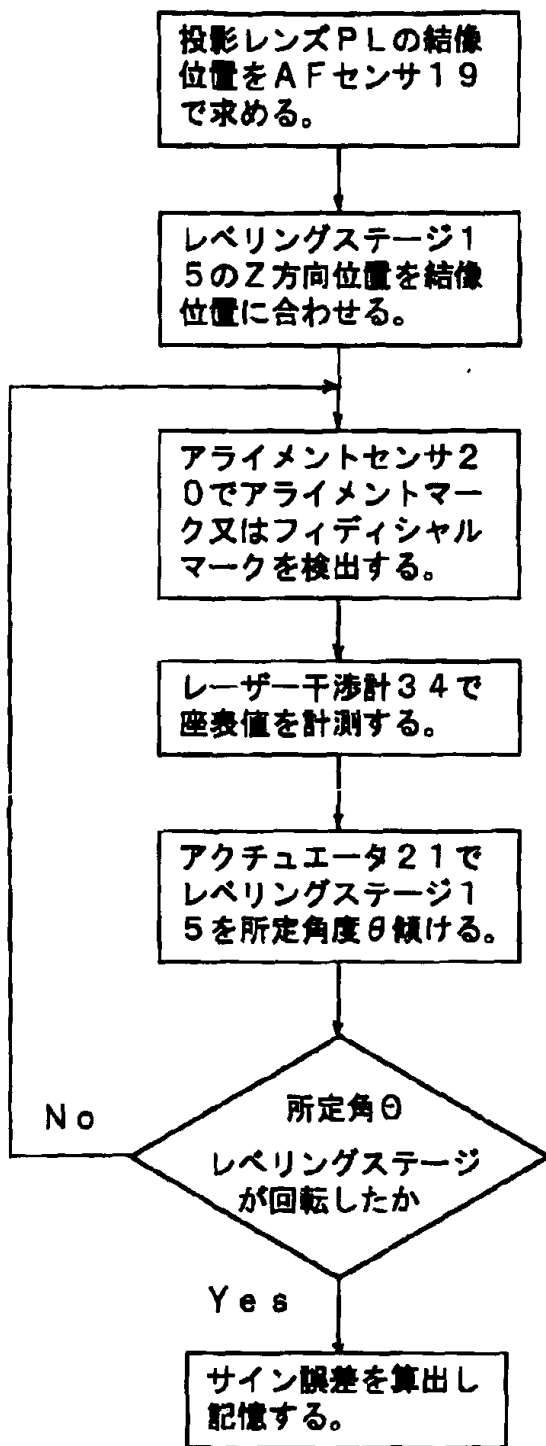 投影レンズPLの結像
位置をAFセンサ19
で求める。
レベリングステージ1
5のZ方向位置を結像
位置に合わせる。
アライメントセンサ2
0でアライメントマー
ク又はフィディシャル
マークを検出する。
レーザー干渉計34で
座表値を計測する。
アクチュエータ21で
レベリングステージ1
5を所定角度θ傾ける。
所定角θ
レベリングステージ
が回転したか
No
Yes
サイン誤差を算出し
記憶する。